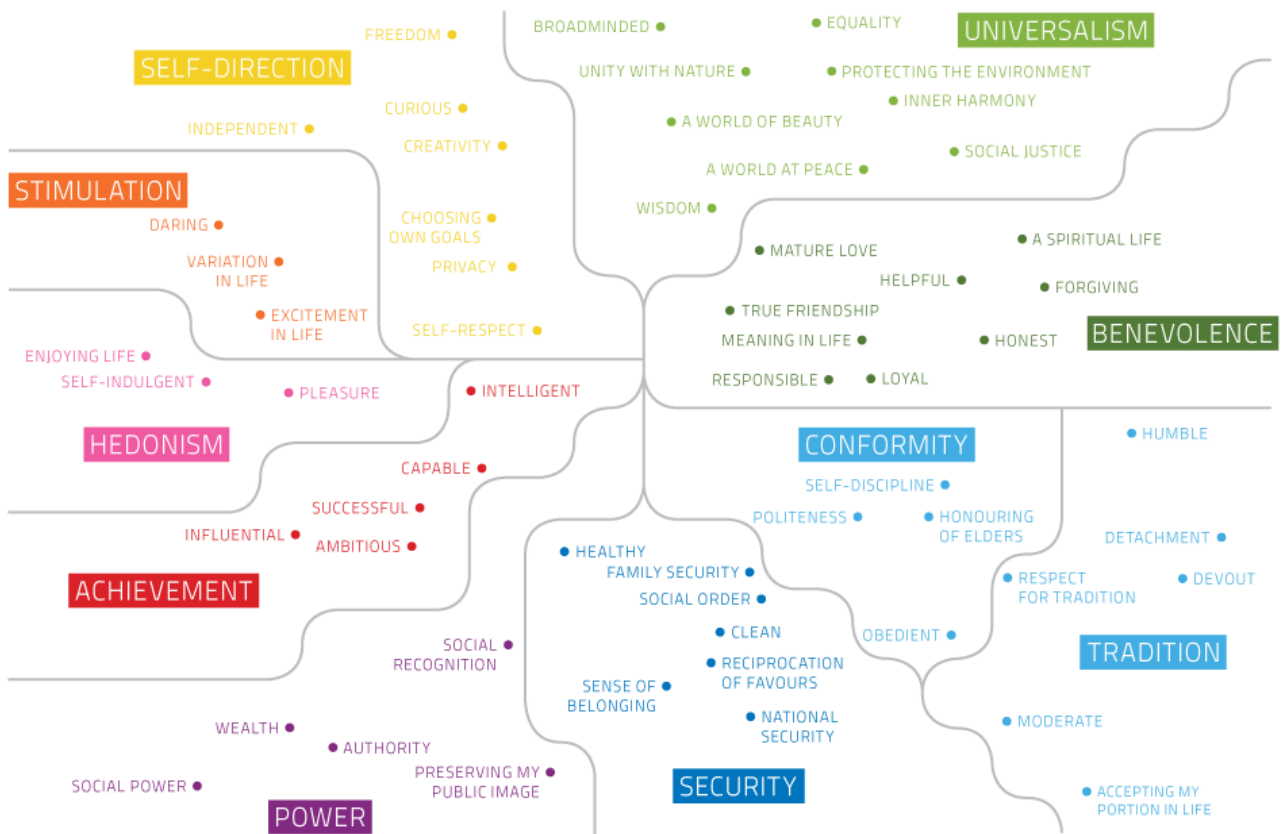 SELF-DIRECTION
FREEDOM
CURIOUS
INDEPENDENT
CREATIVITY
CHOOSING
OWN GOALS
PRIVACY
SELF-RESPECT
UNIVERSALISM
BROADMINDED
EQUALITY
UNITY WITH NATURE
PROTECTING THE ENVIRONMENT
INNER HARMONY
A WORLD OF BEAUTY
SOCIAL JUSTICE
A WORLD AT PEACE
WISDOM
STIMULATION
DARING
VARIATION
IN LIFE
EXCITEMENT
IN LIFE
BENEVOLENCE
MATURE LOVE
A SPIRITUAL LIFE
HELPFUL
FORGIVING
TRUE FRIENDSHIP
MEANING IN LIFE
HONEST
RESPONSIBLE
LOYAL
ENJOYING LIFE
SELF-INDULGENT
PLEASURE
HEDONISM
INTELLIGENT
CAPABLE
SUCCESSFUL
INFLUENTIAL
AMBITIOUS
ACHIEVEMENT
CONFORMITY
SELF-DISCIPLINE
POLITENESS
HONOURING
OF ELDERS
OBEDIENT
HUMBLE
DETACHMENT
RESPECT
FOR TRADITION
DEVOUT
TRADITION
MODERATE
ACCEPTING MY
PORTION IN LIFE
HEALTHY
FAMILY SECURITY
SOCIAL ORDER
CLEAN
RECIPROCATION
OF FAVOURS
SENSE OF
BELONGING
NATIONAL
SECURITY
SECURITY
SOCIAL
RECOGNITION
WEALTH
AUTHORITY
PRESERVING MY
PUBLIC IMAGE
SOCIAL POWER
POWER